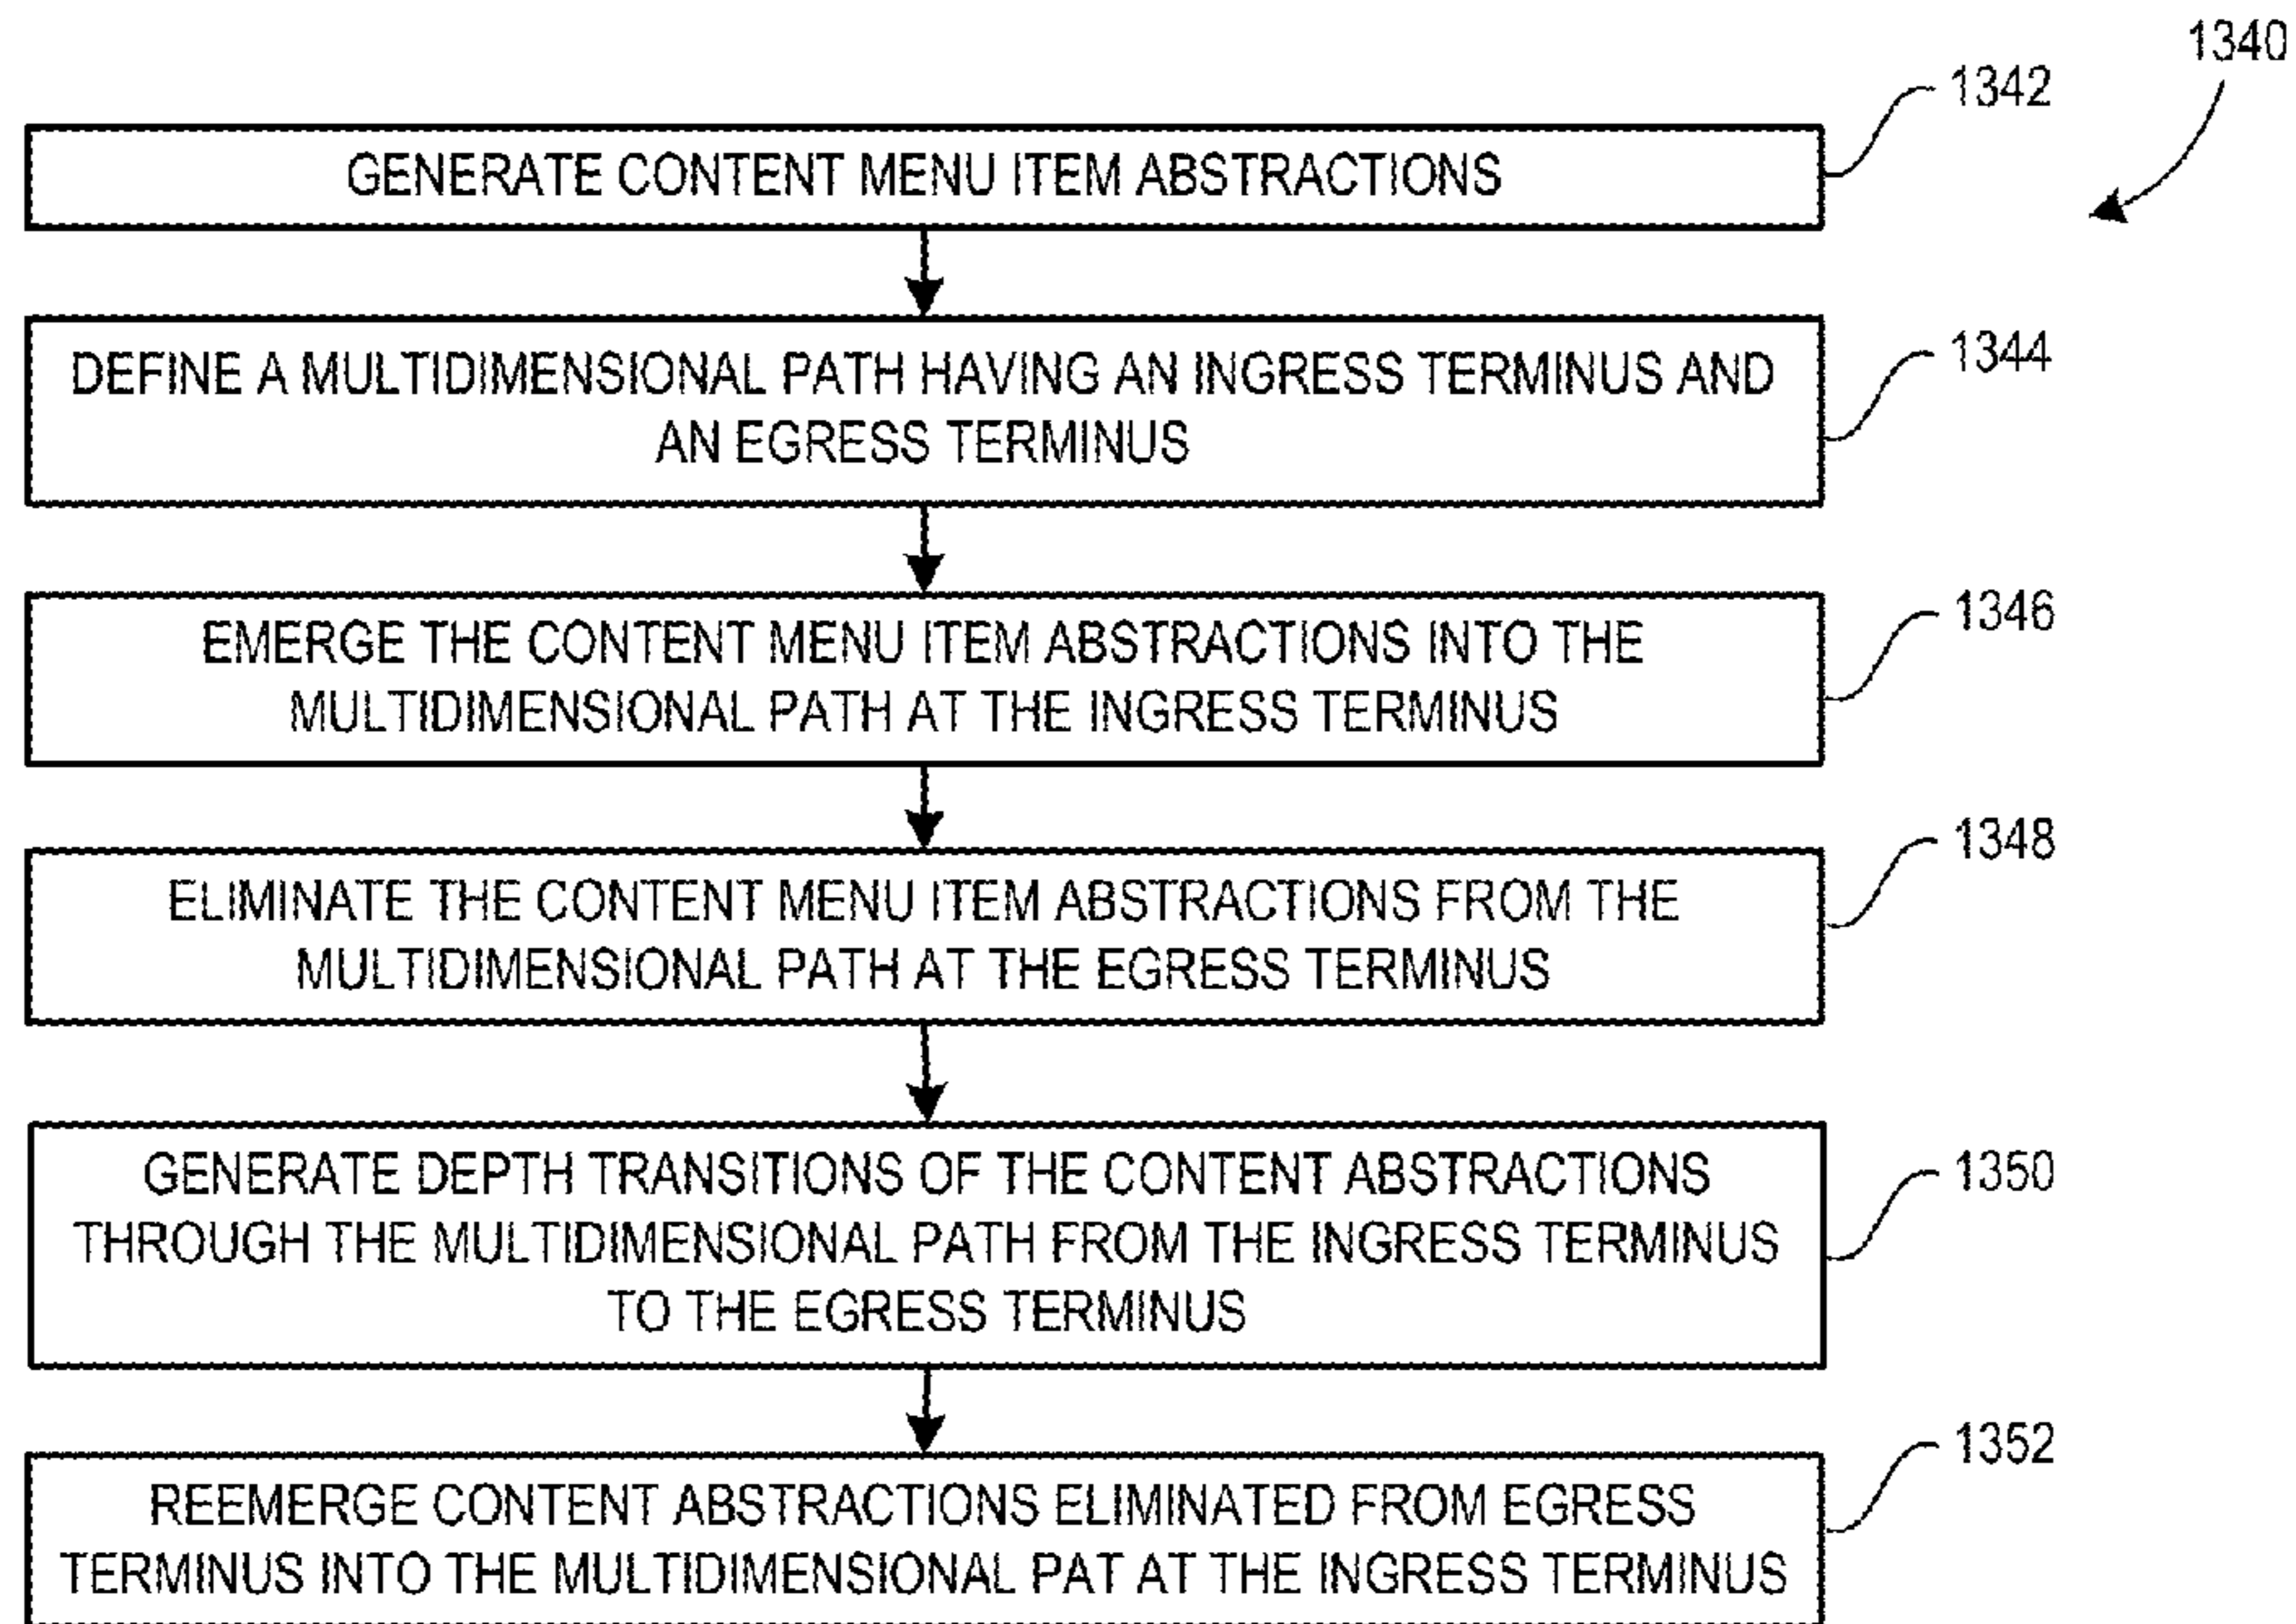 1340
1342
GENERATE CONTENT MENU ITEM ABSTRACTIONS
1344
DEFINE A MULTIDIMENSIONAL PATH HAVING AN INGRESS TERMINUS AND
AN EGRESS TERMINUS
1346
EMERGE THE CONTENT MENU ITEM ABSTRACTIONS INTO THE
MULTIDIMENSIONAL PATH AT THE INGRESS TERMINUS
1348
ELIMINATE THE CONTENT MENU ITEM ABSTRACTIONS FROM THE
MULTIDIMENSIONAL PATH AT THE EGRESS TERMINUS
1350
GENERATE DEPTH TRANSITIONS OF THE CONTENT ABSTRACTIONS
THROUGH THE MULTIDIMENSIONAL PATH FROM THE INGRESS TERMINUS
TO THE EGRESS TERMINUS
1352
REEMERGE CONTENT ABSTRACTIONS ELIMINATED FROM EGRESS
TERMINUS INTO THE MULTIDIMENSIONAL PAT AT THE INGRESS TERMINUS